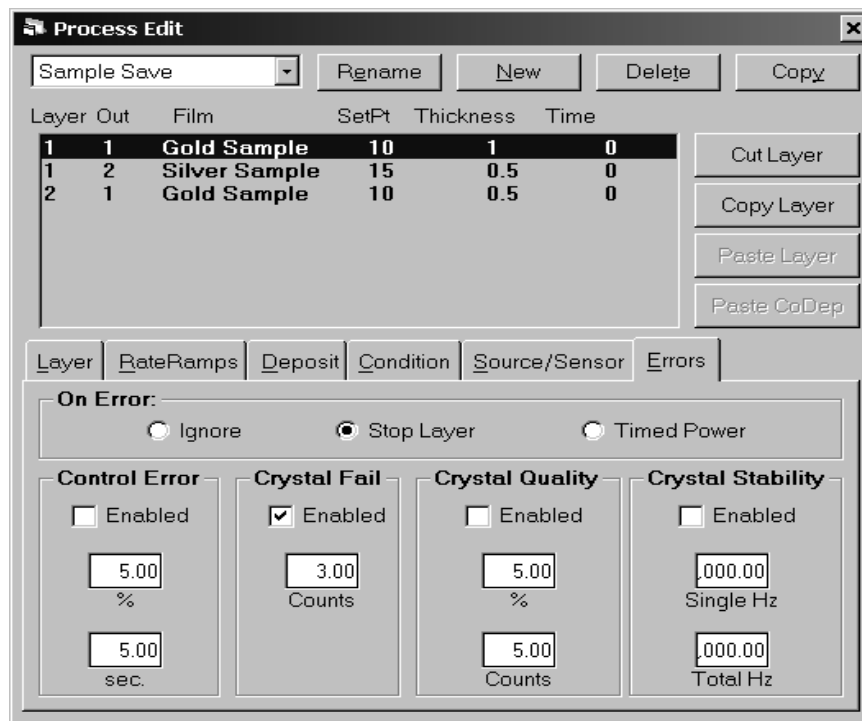 Process Edit
Sample Save
Rename
New
Delete
Copy
Layer Out Film SetPt Thickness Time
1 1 Gold Sample 10 1 0
1 2 Silver Sample 15 0.5 0
2 1 Gold Sample 10 0.5 0
Cut Layer
Copy Layer
Paste Layer
Paste CoDep
Layer RateRamps Deposit Condition Source/Sensor Errors
On Error:
Ignore Stop Layer Timed Power
Control Error Crystal Fail Crystal Quality Crystal Stability
Enabled Enabled Enabled Enabled
5.00 3.00 5.00 ,000.00
% Counts % Single Hz
5.00 5.00 ,000.00
sec. Counts Total Hz